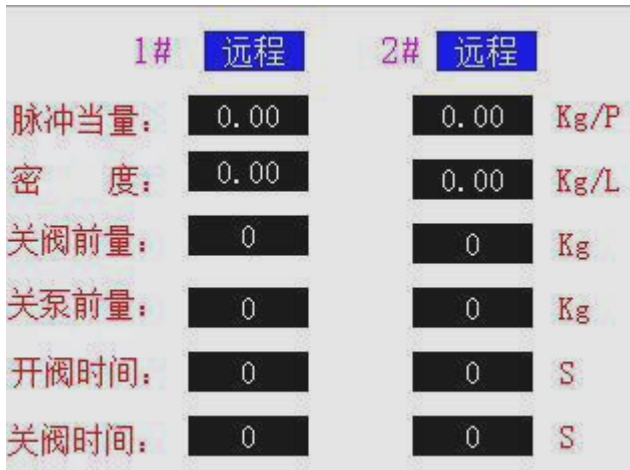 1# 远程 2# 远程
脉冲当量： 0.00 0.00 Kg/P
密 度： 0.00 0.00 Kg/L
关阀前量： 0 0 Kg
关泵前量： 0 0 Kg
开阀时间： 0 0 S
关阀时间： 0 0 S